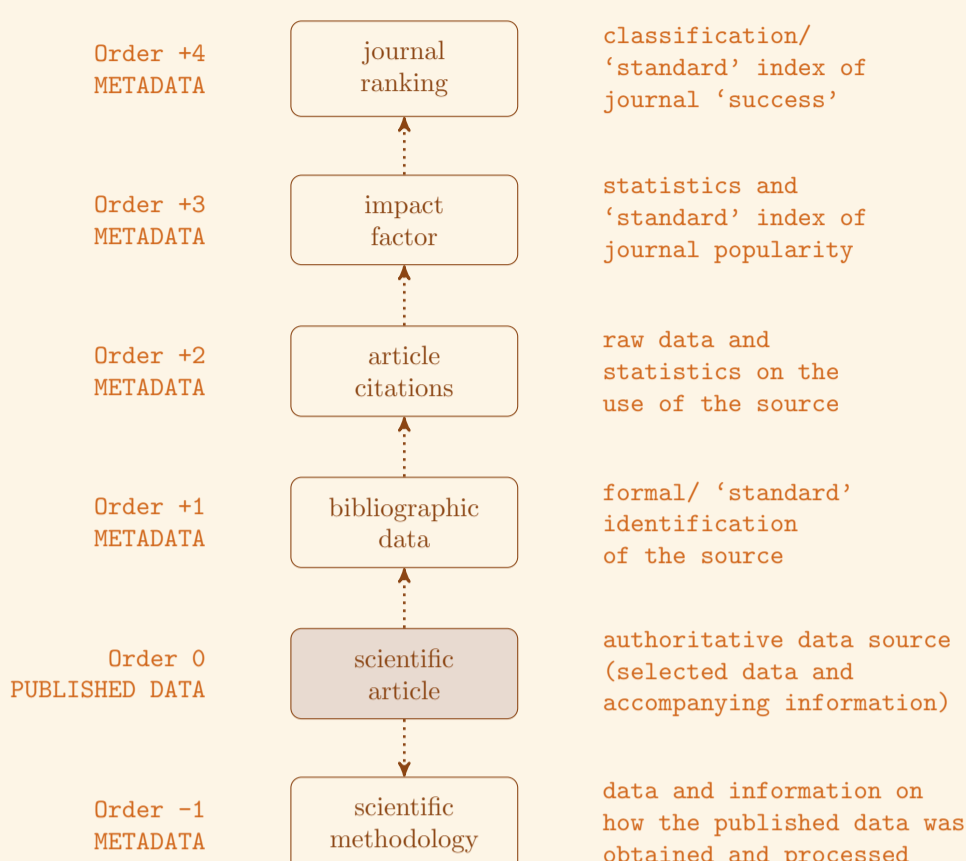 Order +4
METADATA
journal
ranking
classification/
‘standard’ index of
journal ‘success’
Order +3
METADATA
impact
factor
statistics and
‘standard’ index of
journal popularity
Order +2
METADATA
article
citations
raw data and
statistics on the
use of the source
Order +1
METADATA
bibliographic
data
formal/ ‘standard’
identification
of the source
Order 0
PUBLISHED DATA
scientific
article
authoritative data source
(selected data and
accompanying information)
Order -1
METADATA
scientific
methodology
data and information on
how the published data was
obtained and processed